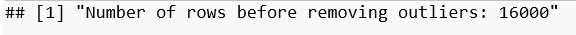 ## [1] "Number of rows before removing outliers: 16000"